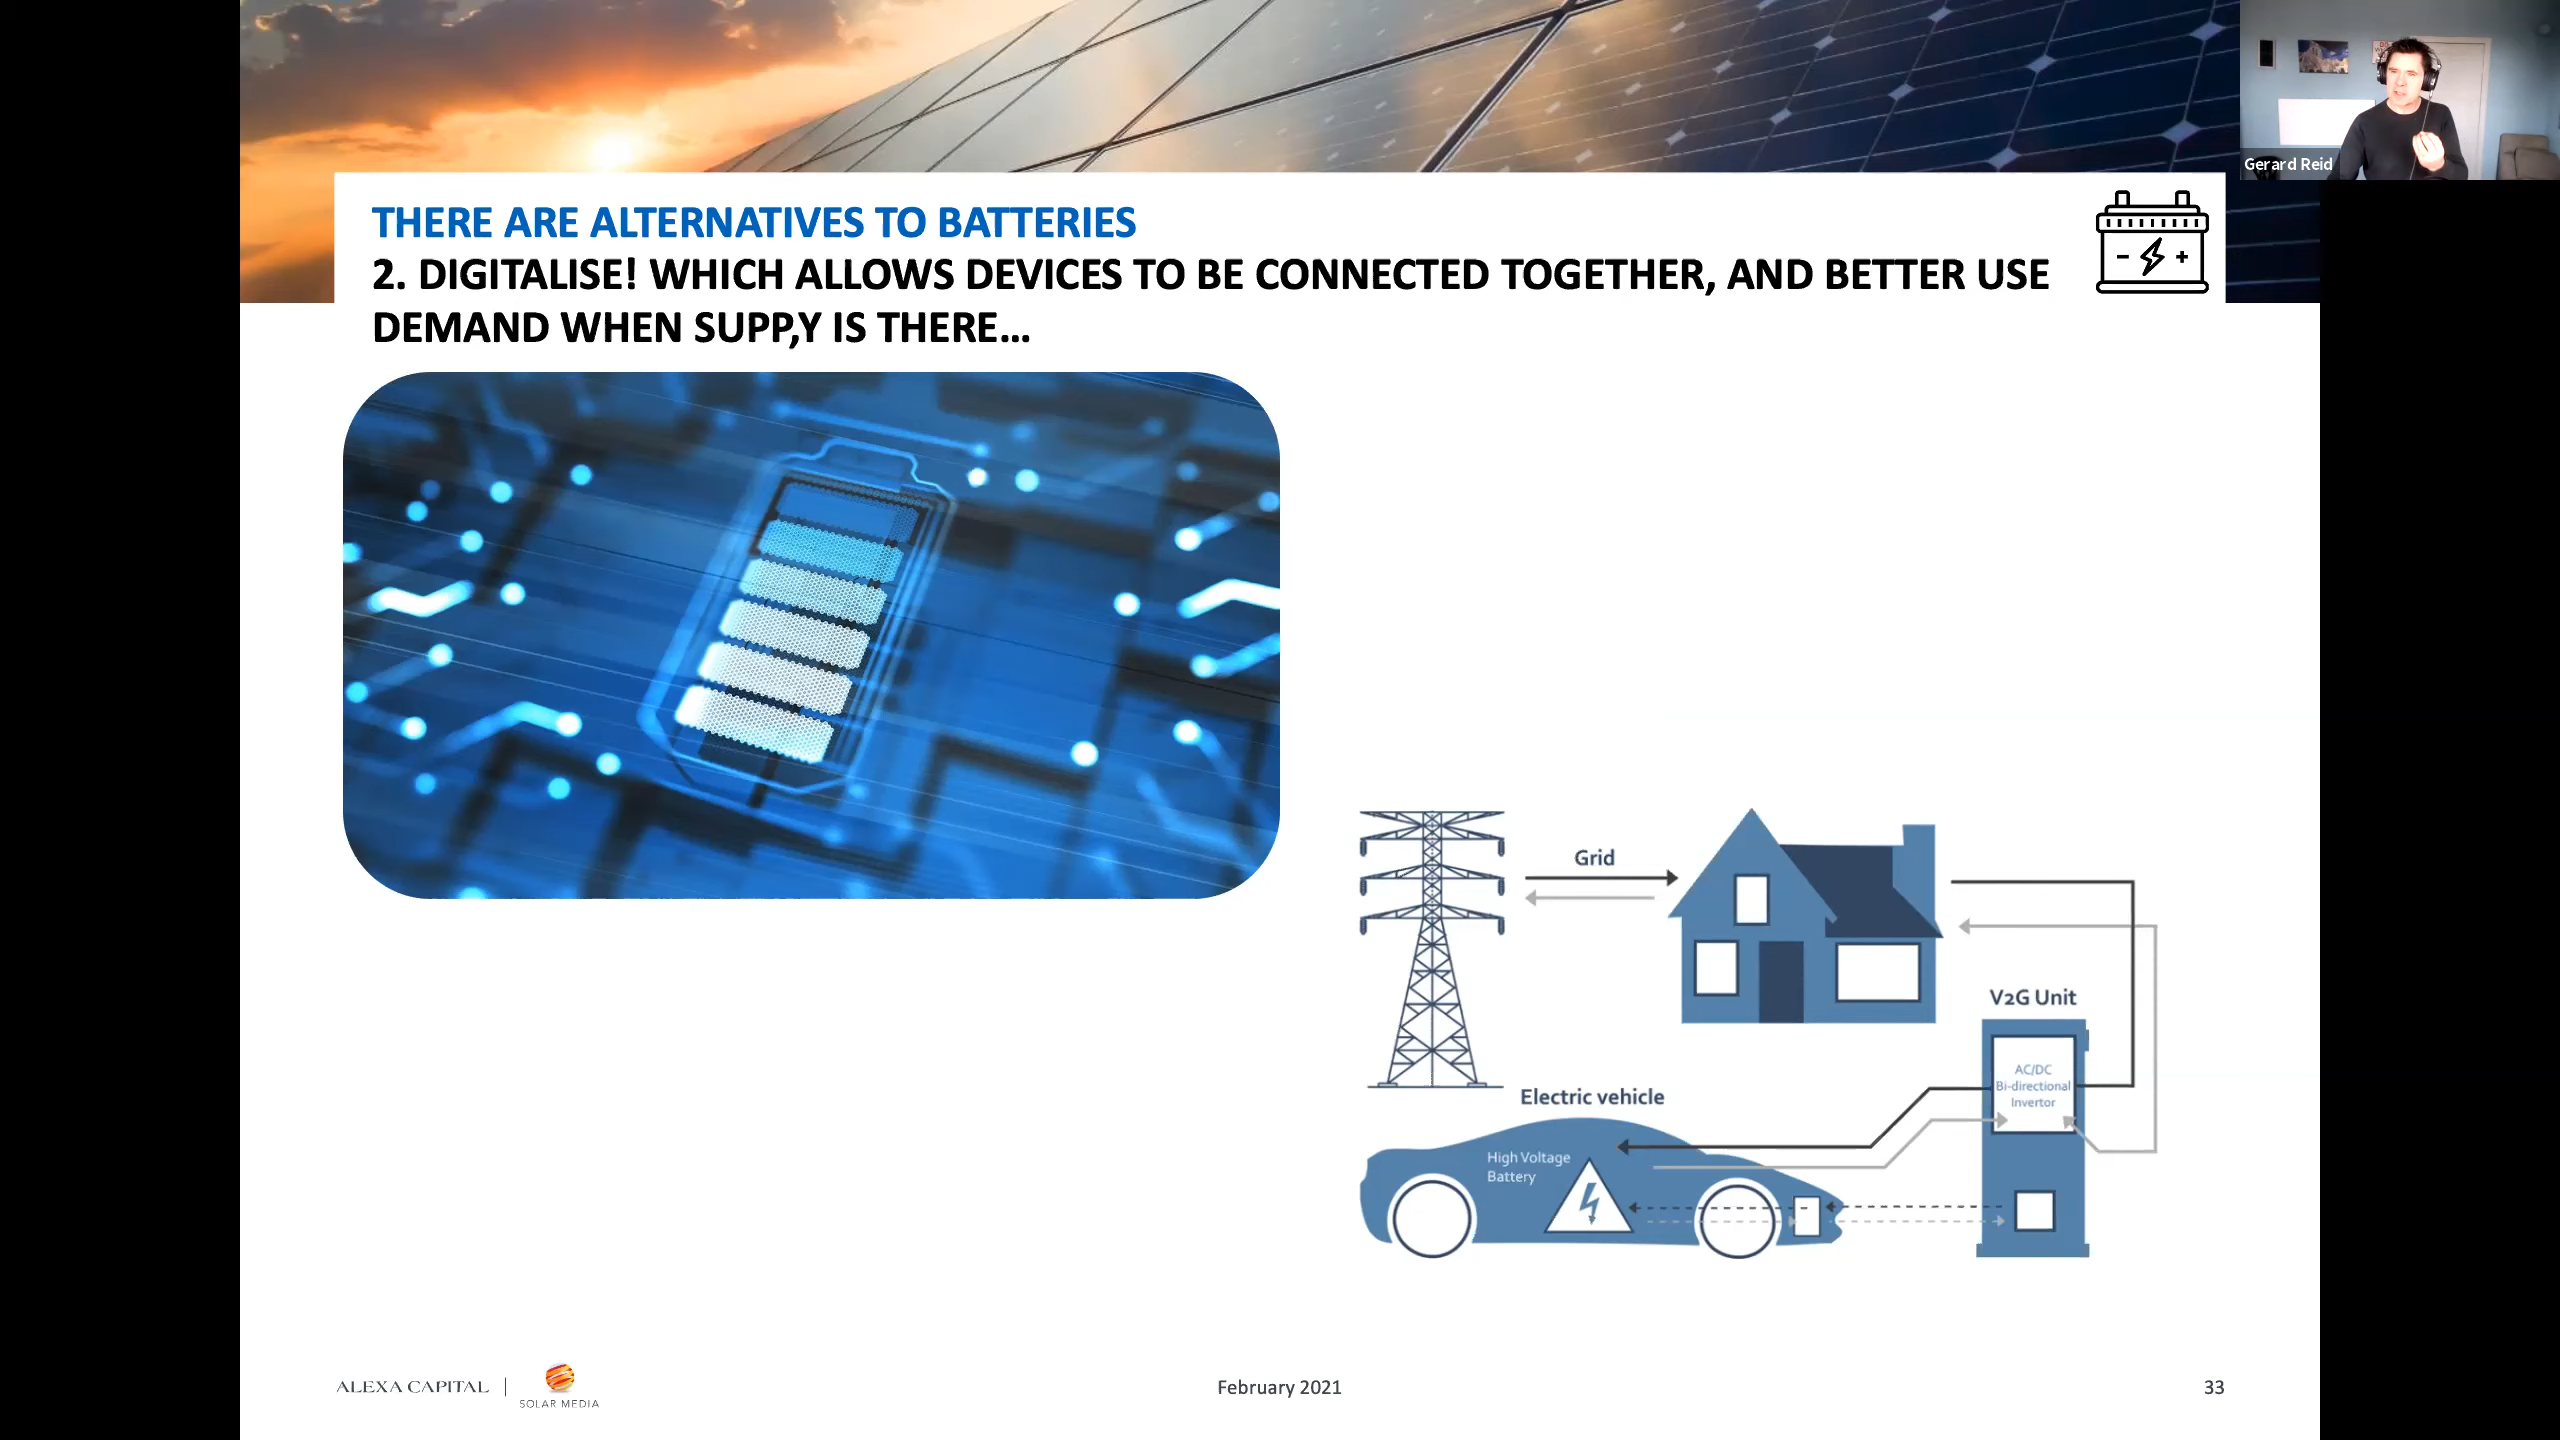 Gerard Reid
THERE ARE ALTERNATIVES TO BATTERIES
2. DIGITALISE! WHICH ALLOWS DEVICES TO BE CONNECTED TOGETHER, AND BETTER USE
DEMAND WHEN SUPP,Y IS THERE...
Grid
V2G Unit
AC/DC
Bi-directional
Invertor
Electric vehicle
High Voltage
Battery
ALEXA CAPITAL
SOLAR MEDIA
February 2021
33